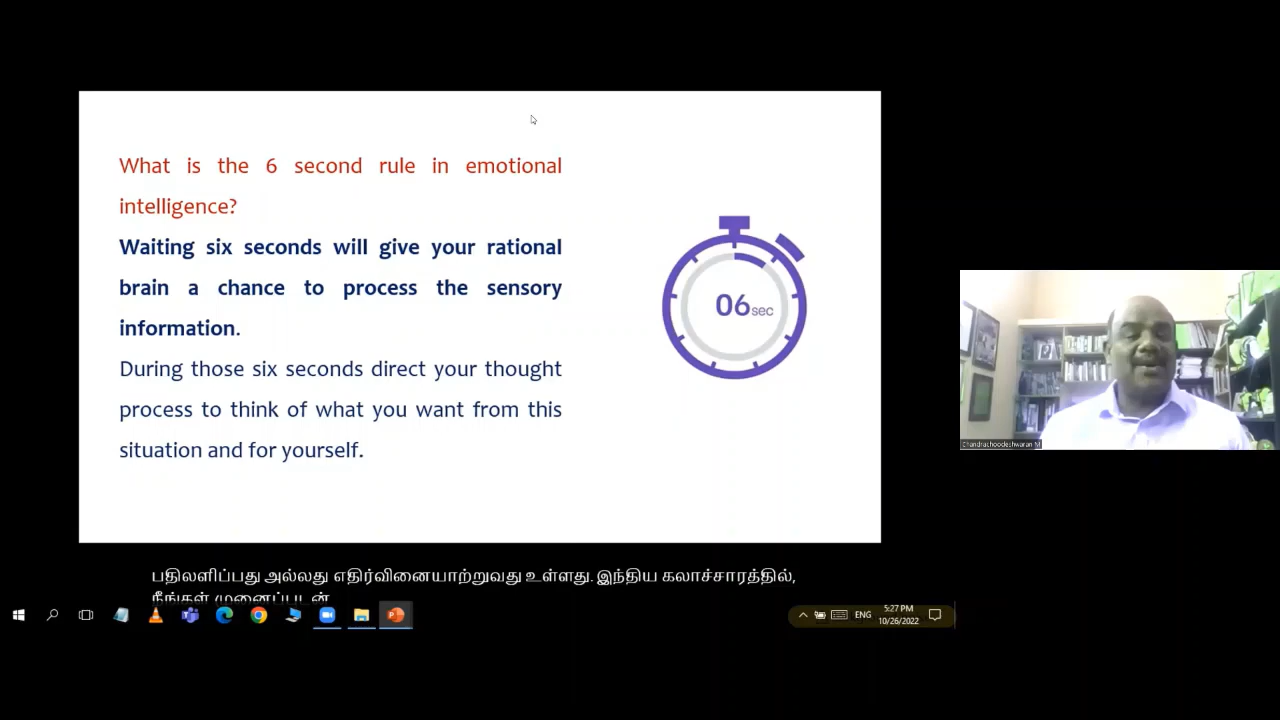 What is the 6 second rule in emotional
intelligence?
Waiting six seconds will give your rational
brain a chance to process the sensory
information.
During those six seconds direct your thought
process to think of what you want from this
situation and for yourself.
06sec
Chandrachoodeshwaran M
பதிலளிப்பது அல்லது எதிர்வினையாற்றுவது உள்ளது. இந்திய கலாச்சாரத்தில்,
நீங்கள் முனைப்புடன்
ENG
5:27 PM
10/26/2022